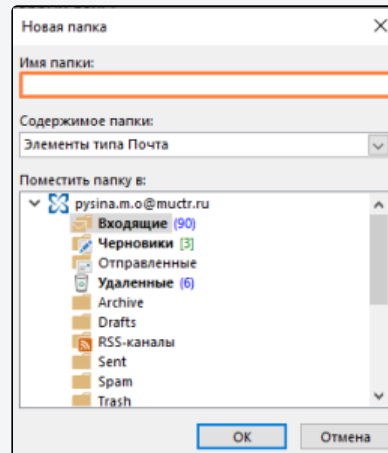 Новая папка
Имя папки:
Содержимое папки:
Элементы типа Почта
Поместить папку в:
pysina.m.o@muctr.ru
Входящие (90)
Черновики [3]
Отправленные
Удаленные (6)
Archive
Drafts
RSS-каналы
Sent
Spam
Trash
ОК Отмена